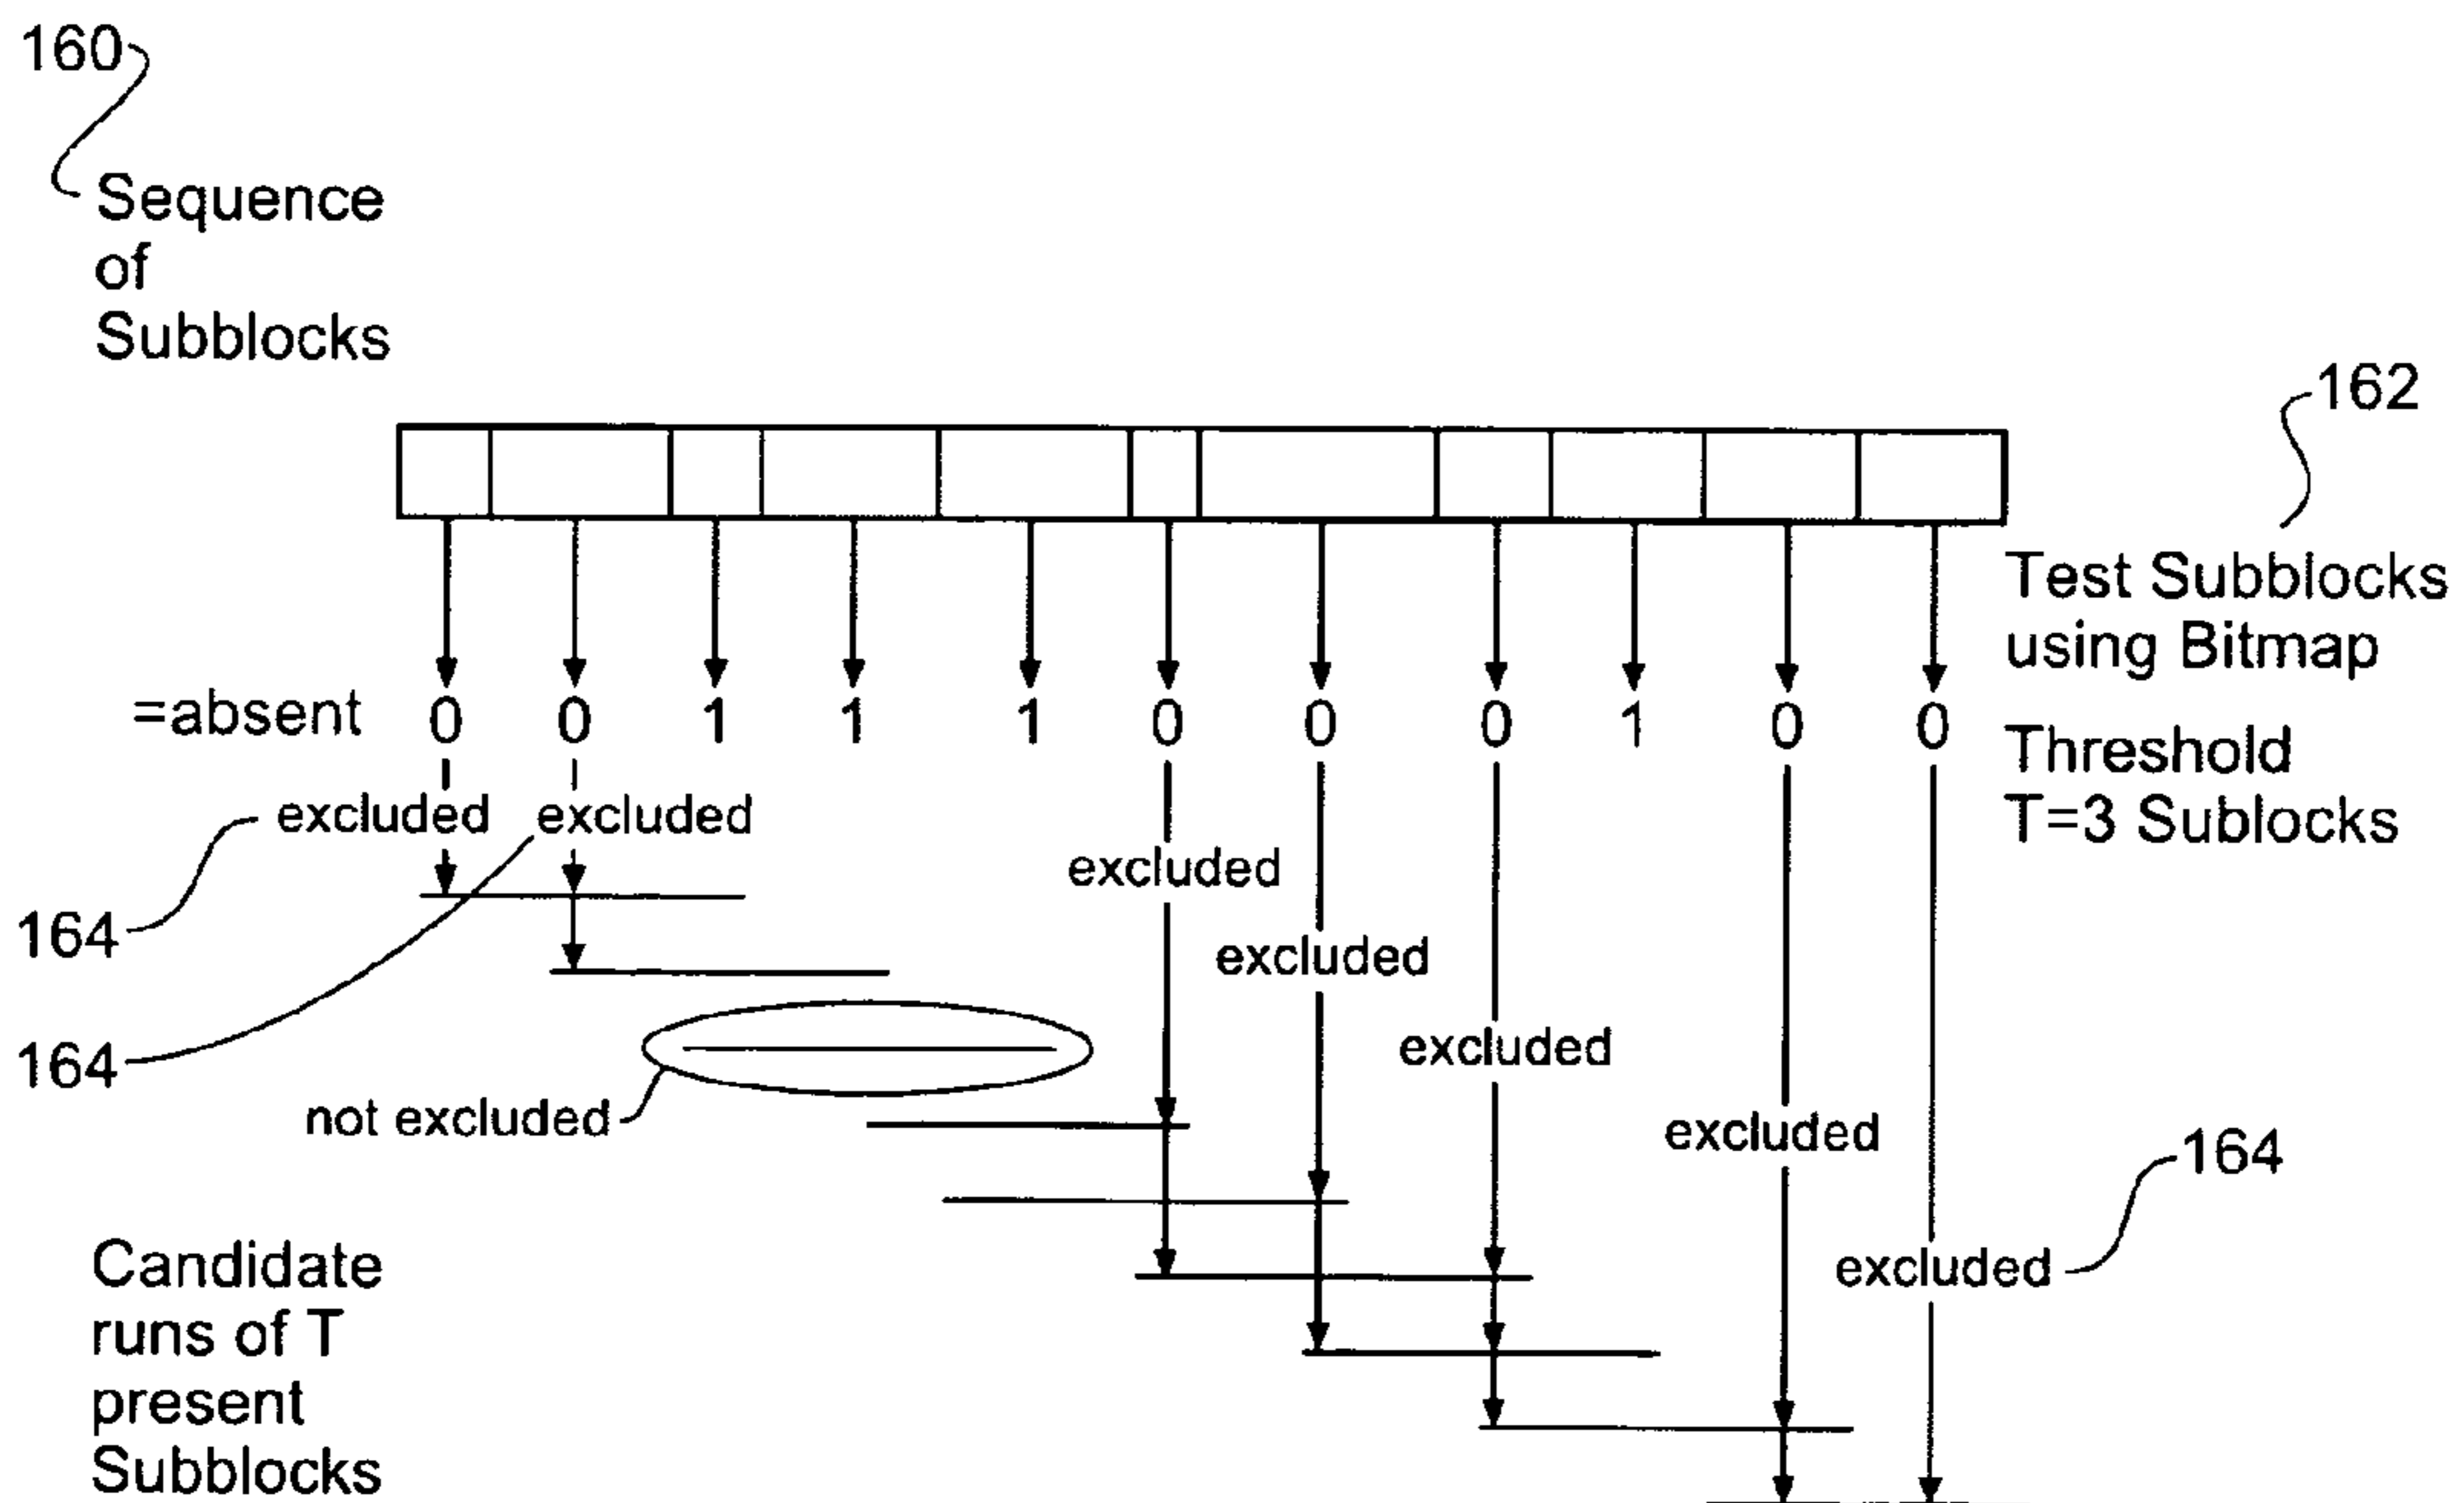 160
Sequence
of
Subblocks
162
Test Subblocks
using Bitmap
=absent 0 0 1 1 1 0 0 0 1 0 0
Threshold
T=3 Sublocks
excluded excluded
excluded
164
excluded
excluded
164
not excluded
excluded
164
excluded
Candidate
runs of T
present
Subblocks